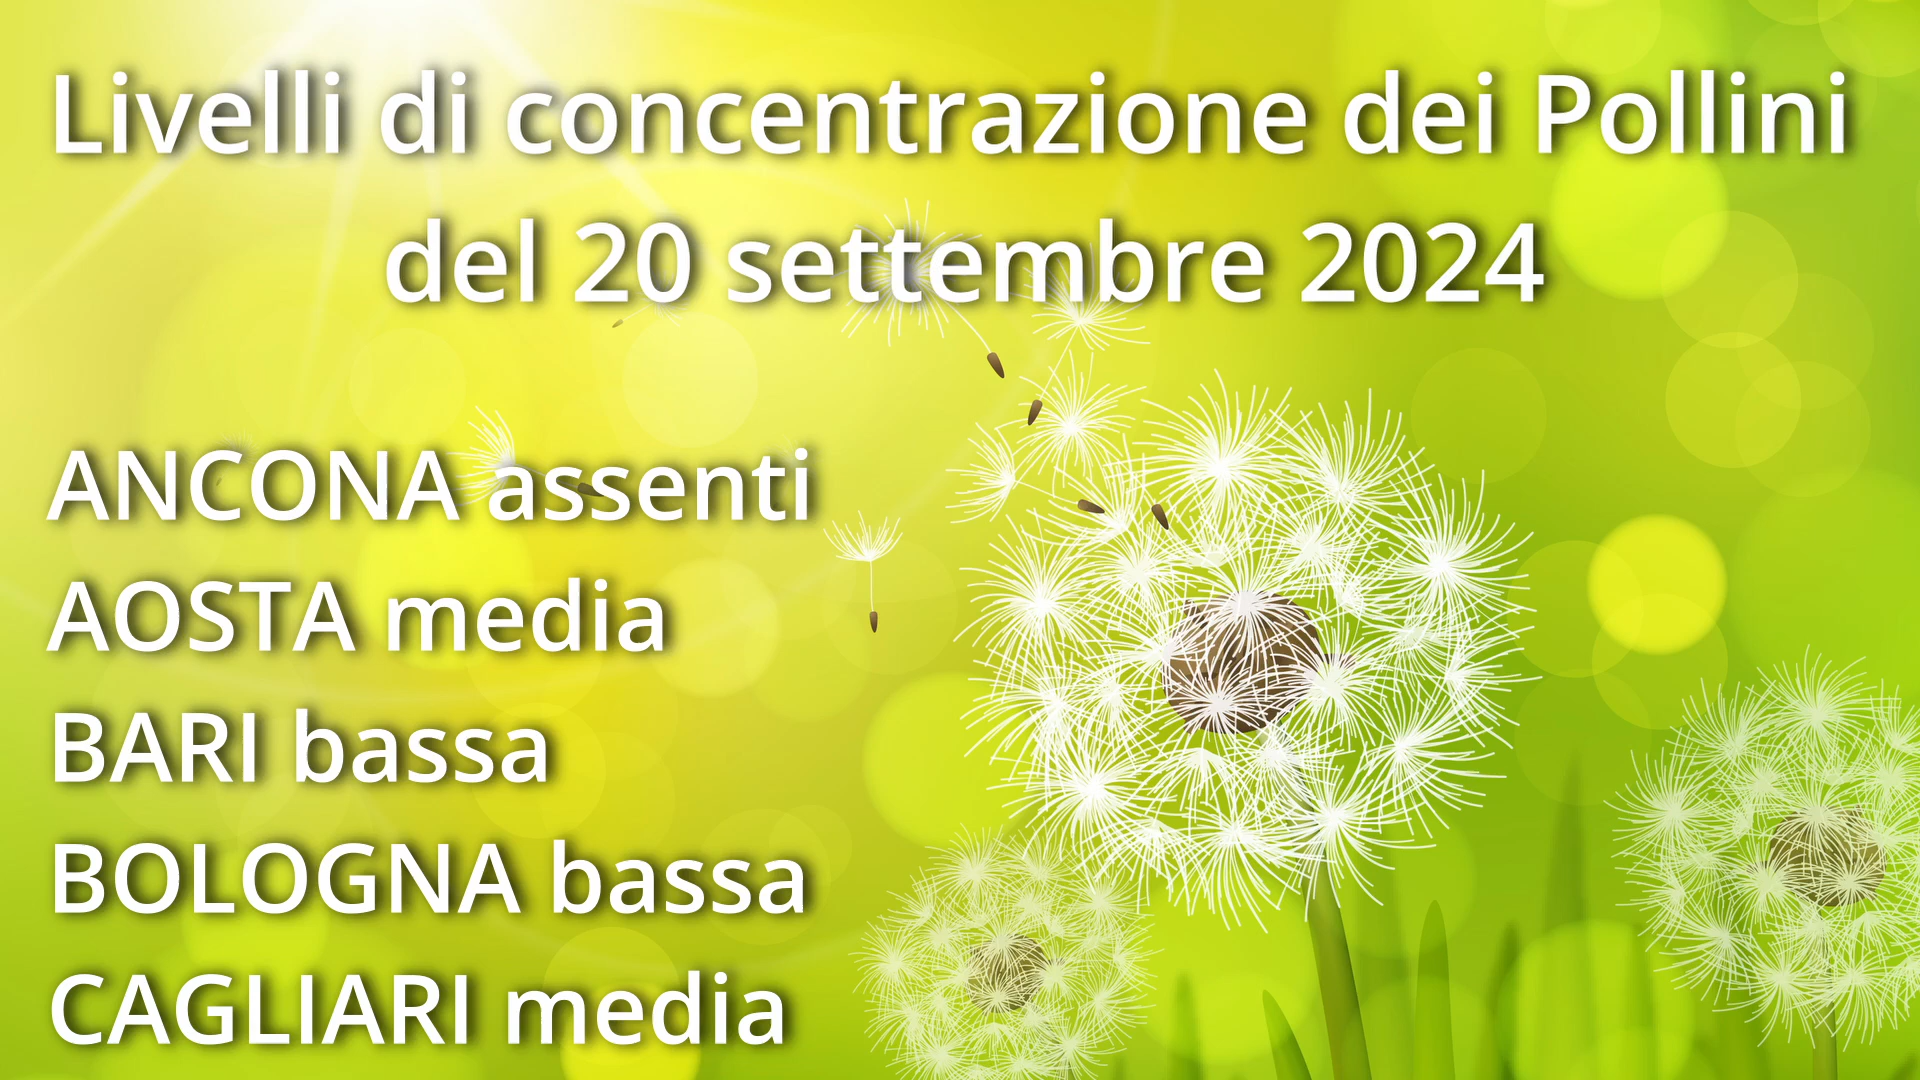 Livelli di concentrazione dei Pollini
del 20 settembre 2024
ANCONA assenti
AOSTA media
BARI bassa
BOLOGNA bassa
CAGLIARI media